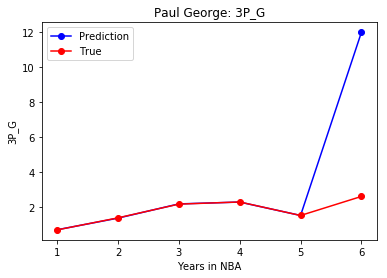 Paul George: 3P_G
Prediction
True
12
10
8
6
4
2
3P_G
1 2 3 4 5 6
Years in NBA